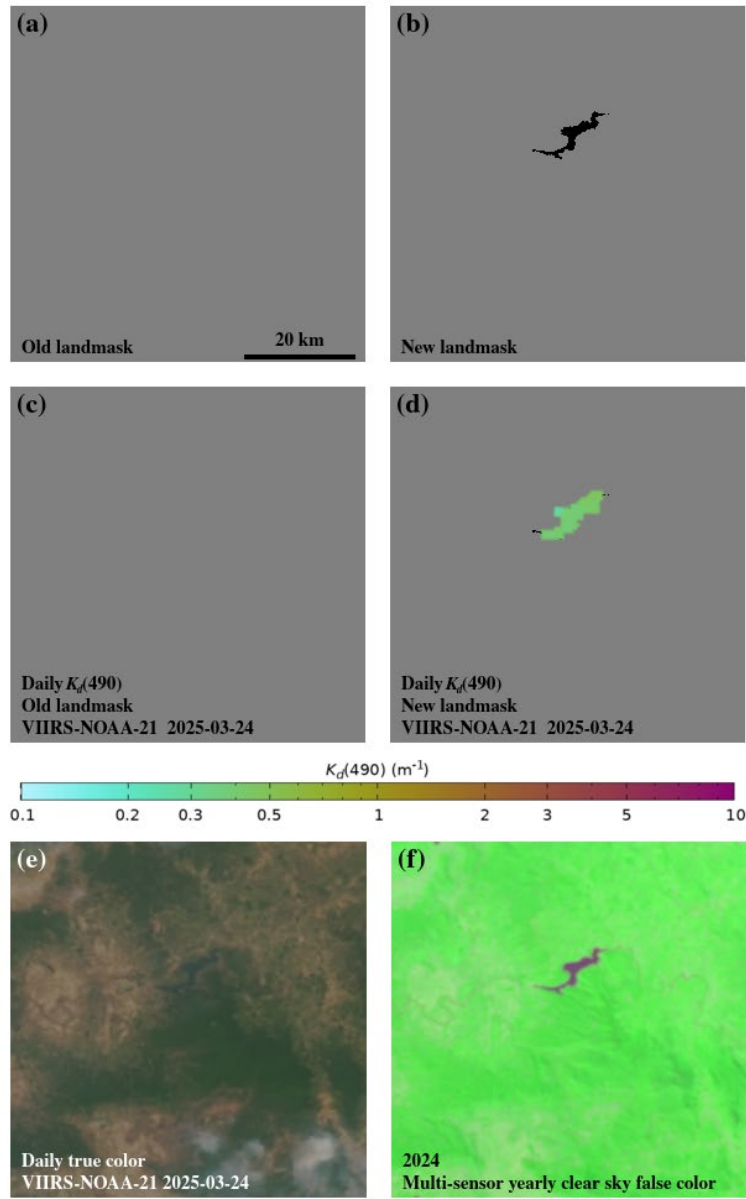 (a)
Old landmask
20 km
(b)
New landmask
(c)
Daily K_d(490)
Old landmask
VIIRS-NOAA-21 2025-03-24
(d)
Daily K_d(490)
New landmask
VIIRS-NOAA-21 2025-03-24
K_d(490) (m⁻¹)
0.1 0.2 0.3 0.5 1 2 3 5 10
(e)
Daily true color
VIIRS-NOAA-21 2025-03-24
(f)
2024
Multi-sensor yearly clear sky false color